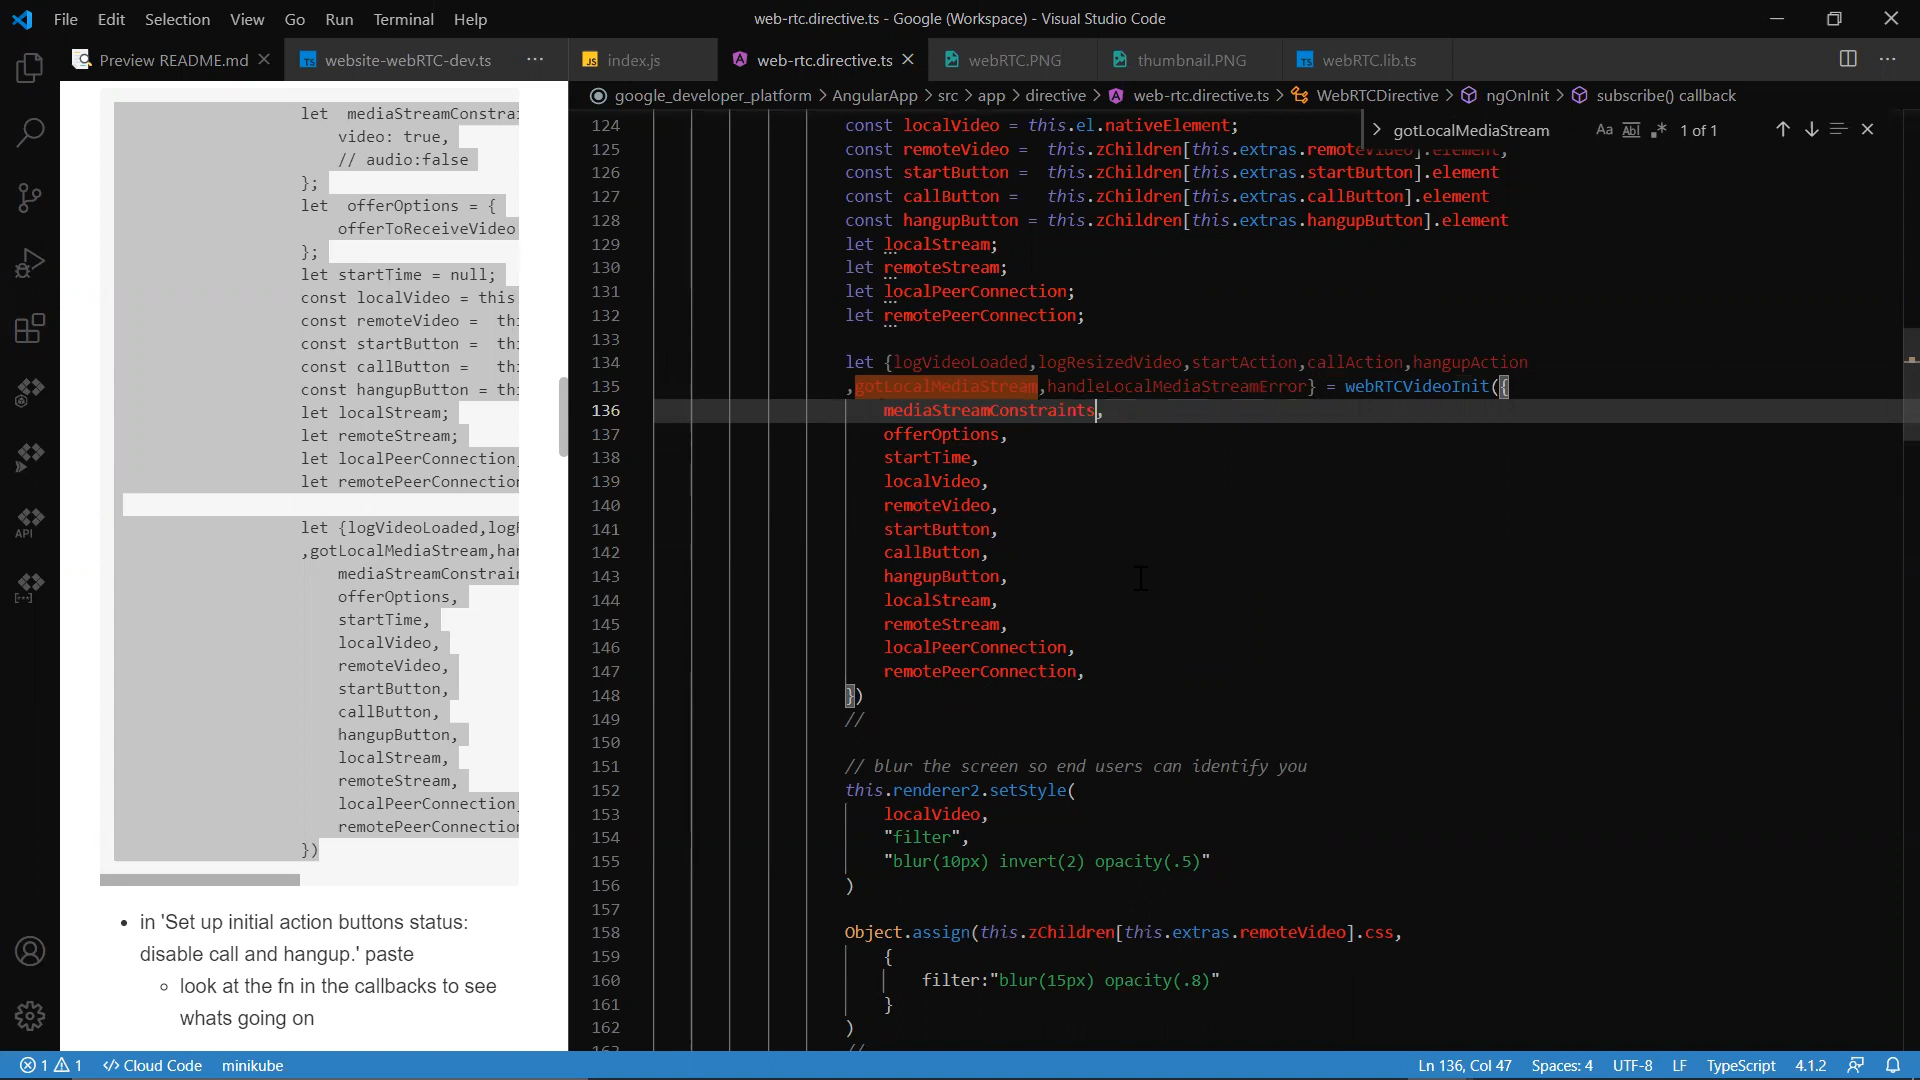 File Edit Selection View Go Run Terminal Help
web-rtc.directive.ts - Google (Workspace) - Visual Studio Code
Preview README.md
website-webRTC-dev.ts
index.js
web-rtc.directive.ts
webRTC.PNG
thumbnail.PNG
webRTC.lib.ts
google_developer_platform > AngularApp > src > app > directive > web-rtc.directive.ts > WebRTCDirective > ngOnInit > subscribe() callback
gotLocalMediaStream Aa Abl 1 of 1
let mediaStreamConstrai
video: true,
// audio:false
};
let offerOptions = {
offerToReceiveVideo
};
let startTime = null;
const localVideo = this
const remoteVideo = thi
const startButton = thi
const callButton = thi
const hangupButton = thi
let localStream;
let remoteStream;
let localPeerConnection
let remotePeerConnection
let {logVideoLoaded,logR
,gotLocalMediaStream,han
mediaStreamConstrain
offerOptions,
startTime,
localVideo,
remoteVideo,
startButton,
callButton,
hangupButton,
localStream,
remoteStream,
localPeerConnection
remotePeerConnection
})
• in 'Set up initial action buttons status:
disable call and hangup.' paste
◦ look at the fn in the callbacks to see
whats going on
124 const localVideo = this.el.nativeElement;
125 const remoteVideo = this.zChildren[this.extras.remoteVideo].element,
126 const startButton = this.zChildren[this.extras.startButton].element
127 const callButton = this.zChildren[this.extras.callButton].element
128 const hangupButton = this.zChildren[this.extras.hangupButton].element
129 let localStream;
130 let remoteStream;
131 let localPeerConnection;
132 let remotePeerConnection;
133
134 let {logVideoLoaded,logResizedVideo,startAction,callAction,hangupAction
135 ,gotLocalMediaStream,handleLocalMediaStreamError} = webRTCVideoInit({
136 mediaStreamConstraints,
137 offerOptions,
138 startTime,
139 localVideo,
140 remoteVideo,
141 startButton,
142 callButton,
143 hangupButton,
144 localStream,
145 remoteStream,
146 localPeerConnection,
147 remotePeerConnection,
148 })
149 //
150
151 // blur the screen so end users can identify you
152 this.renderer2.setStyle(
153 localVideo,
154 "filter",
155 "blur(10px) invert(2) opacity(.5)"
156 )
157
158 Object.assign(this.zChildren[this.extras.remoteVideo].css,
159 {
160 filter:"blur(15px) opacity(.8)"
161 }
162 )
API
1 1 Cloud Code minikube
Ln 136, Col 47 Spaces: 4 UTF-8 LF TypeScript 4.1.2